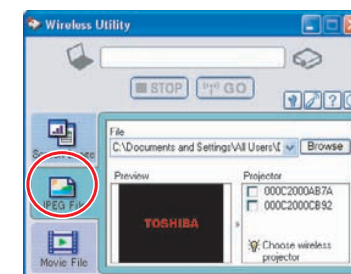 Wireless Utility
STOP
GO
File
C:\Documents and Settings\All Users\D
Browse
Preview
Projector
000C2000AB7A
000C2000CB92
TOSHIBA
Choose wireless
projector
JPEG File
Movie File